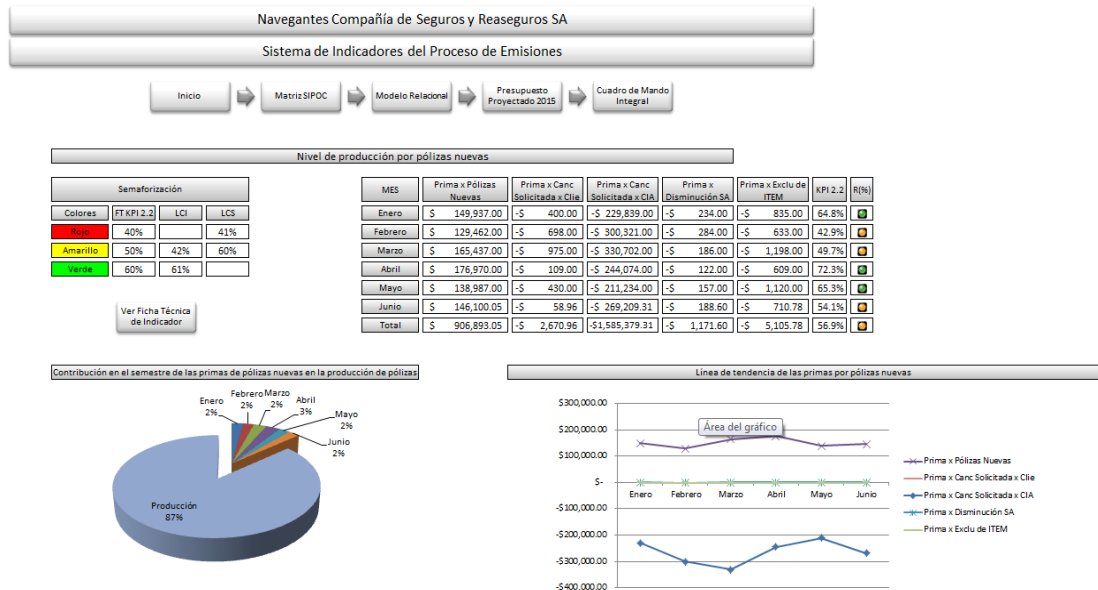 Navegantes Compañía de Seguros y Reaseguros SA
Sistema de Indicadores del Proceso de Emisiones
Inicio
Matriz SIPOC
Modelo Relacional
Presupuesto
Proyectado 2015
Cuadro de Mando
Integral
Nivel de producción por pólizas nuevas
Semaforización
Colores FT KPI 2.2 LCI LCS
Rojo 40% 41%
Amarillo 50% 42% 60%
Verde 60% 61%
Ver Ficha Técnica
de Indicador
MES Prima x Pólizas Nuevas Prima x Canc Solicitada x Clie Prima x Canc Solicitada x CIA Prima x Disminución SA Prima x Exclu de ITEM KPI 2.2 R(%)
Enero $ 149,937.00 -$ 400.00 -$ 229,839.00 -$ 234.00 -$ 835.00 64.8%
Febrero $ 129,462.00 -$ 698.00 -$ 300,321.00 -$ 284.00 -$ 633.00 42.9%
Marzo $ 165,437.00 -$ 975.00 -$ 330,702.00 -$ 186.00 -$ 1,198.00 49.7%
Abril $ 176,970.00 -$ 109.00 -$ 244,074.00 -$ 122.00 -$ 609.00 72.3%
Mayo $ 138,987.00 -$ 430.00 -$ 211,234.00 -$ 157.00 -$ 1,120.00 65.3%
Junio $ 146,100.05 -$ 58.96 -$ 269,209.31 -$ 188.60 -$ 710.78 54.1%
Total $ 906,893.05 -$ 2,670.96 -$1,585,379.31 -$ 1,171.60 -$ 5,105.78 56.9%
Contribución en el semestre de las primas de pólizas nuevas en la producción de pólizas
Enero
2%
Febrero
2%
Marzo
2%
Abril
3%
Mayo
2%
Junio
2%
Producción
87%
Línea de tendencia de las primas por pólizas nuevas
$300,000.00
$200,000.00
$100,000.00
$-
-$100,000.00
-$200,000.00
-$300,000.00
-$400,000.00
Área del gráfico
Enero Febrero Marzo Abril Mayo Junio
Prima x Pólizas Nuevas
Prima x Canc Solicitada x Clie
Prima x Canc Solicitada x CIA
Prima x Disminución SA
Prima x Exclu de ITEM